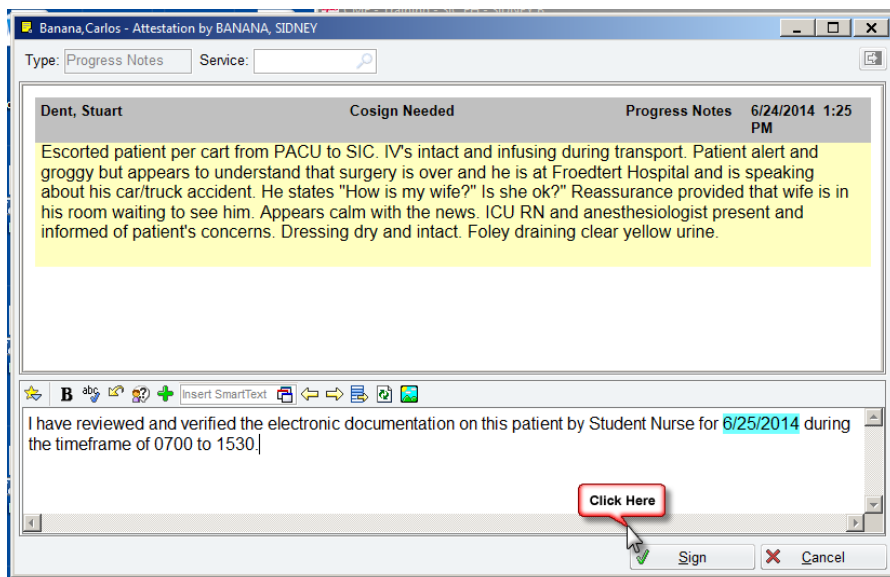 Banana,Carlos - Attestation by BANANA, SIDNEY
Type: Progress Notes Service:
Dent, Stuart Cosign Needed Progress Notes 6/24/2014 1:25
PM
Escorted patient per cart from PACU to SIC. IV's intact and infusing during transport. Patient alert and
groggy but appears to understand that surgery is over and he is at Froedtert Hospital and is speaking
about his car/truck accident. He states "How is my wife?" Is she ok?" Reassurance provided that wife is in
his room waiting to see him. Appears calm with the news. ICU RN and anesthesiologist present and
informed of patient's concerns. Dressing dry and intact. Foley draining clear yellow urine.
B abc Insert SmartText
I have reviewed and verified the electronic documentation on this patient by Student Nurse for 6/25/2014 during
the timeframe of 0700 to 1530.
Click Here
Sign Cancel